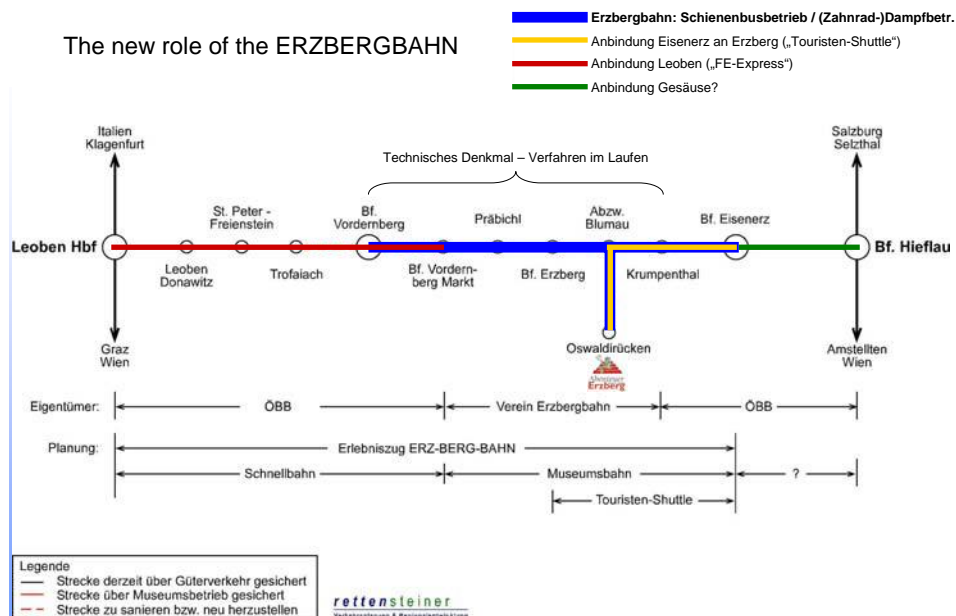 The new role of the ERZBERGBAHN
Erzbergbahn: Schienenbusbetrieb / (Zahnrad-)Dampfbetr.
Anbindung Eisenerz an Erzberg („Touristen-Shuttle“)
Anbindung Leoben („FE-Express“)
Anbindung Gesäuse?
Italien
Klagenfurt
Salzburg
Selzthal
Technisches Denkmal – Verfahren im Laufen
St. Peter -
Freienstein
Bf.
Vordernberg
Präbichl
Abzw.
Blumau
Bf. Eisenerz
Leoben Hbf
Bf. Hieflau
Leoben
Donawitz
Trofaiach
Bf. Vordern-
berg Markt
Bf. Erzberg
Krumpenthal
Graz
Wien
Oswaldirücken
Abenteuer
Erzberg
Amstellten
Wien
Eigentümer:
ÖBB
Verein Erzbergbahn
ÖBB
Planung:
Erlebniszug ERZ-BERG-BAHN
Schnellbahn
Museumsbahn
?
Touristen-Shuttle
Legende
Strecke derzeit über Güterverkehr gesichert
Strecke über Museumsbetrieb gesichert
Strecke zu sanieren bzw. neu herzustellen
rettensteiner